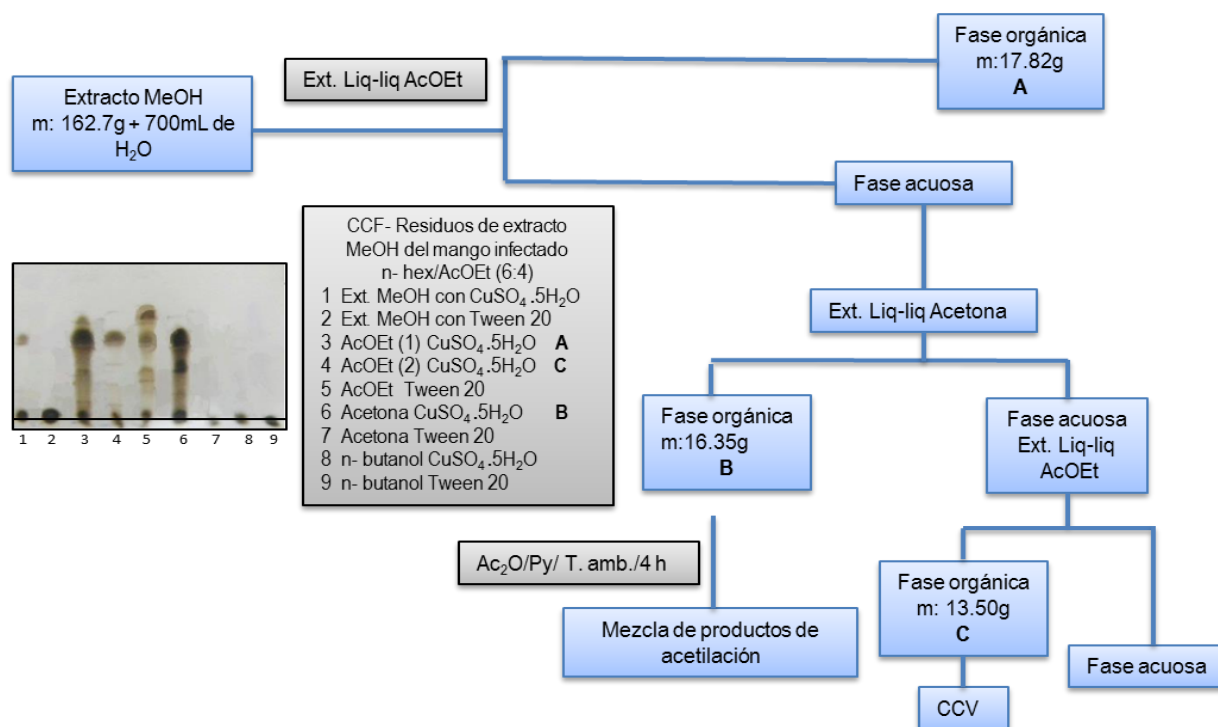 Extracto MeOH
m: 162.7g + 700mL de
H₂O
Ext. Liq-liq AcOEt
Fase orgánica
m:17.82g
A
Fase acuosa
Ext. Liq-liq Acetona
Fase orgánica
m:16.35g
B
Fase acuosa
Ext. Liq-liq
AcOEt
CCF- Residuos de extracto
MeOH del mango infectado
n- hex/AcOEt (6:4)
1 Ext. MeOH con CuSO₄.5H₂O
2 Ext. MeOH con Tween 20
3 AcOEt (1) CuSO₄.5H₂O A
4 AcOEt (2) CuSO₄.5H₂O C
5 AcOEt Tween 20
6 Acetona CuSO₄.5H₂O B
7 Acetona Tween 20
8 n- butanol CuSO₄.5H₂O
9 n- butanol Tween 20
1 2 3 4 5 6 7 8 9
Ac₂O/Py/ T. amb./4 h
Mezcla de productos de
acetilación
Fase orgánica
m: 13.50g
C
Fase acuosa
CCV